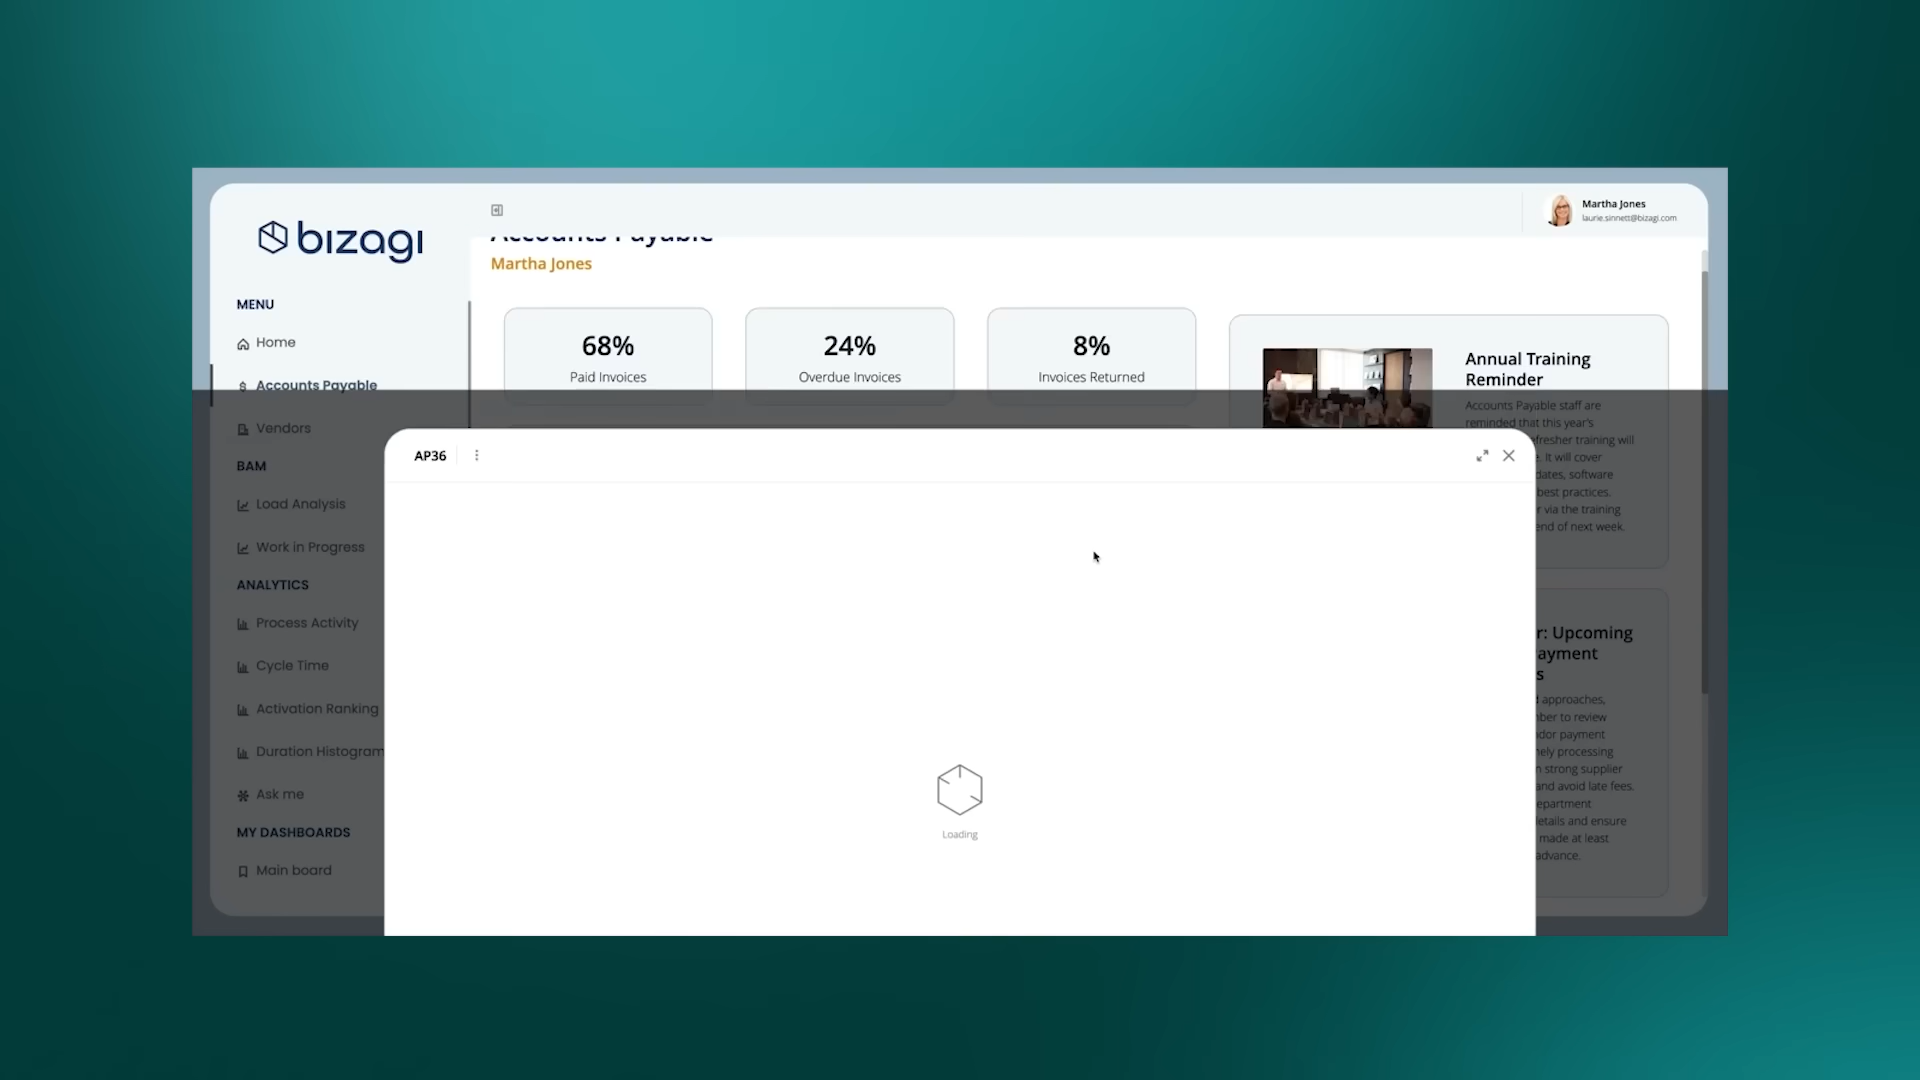 bizagi
MENU
Home
Accounts Payable
Vendors
BAM
Load Analysis
Work in Progress
ANALYTICS
Process Activity
Cycle Time
Activation Ranking
Duration Histogram
Ask me
MY DASHBOARDS
Main board
Martha Jones
laurie.sinnett@bizagi.com
Accounts Payable
Martha Jones
68%
Paid Invoices
24%
Overdue Invoices
8%
Invoices Returned
Annual Training
Reminder
Accounts Payable staff are
reminded that this year's
efresher training will
. It will cover
dates, software
best practices.
r via the training
end of next week.
AP36
Loading
r: Upcoming
ayment
s
approaches,
ber to review
dor payment
ely processing
strong supplier
and avoid late fees.
epartment
etails and ensure
made at least
advance.